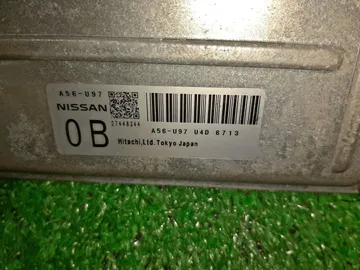 A56-U97
NISSAN
27448244
0B
A56-U97 U4D 6713
Hitachi,Ltd.Tokyo Japan